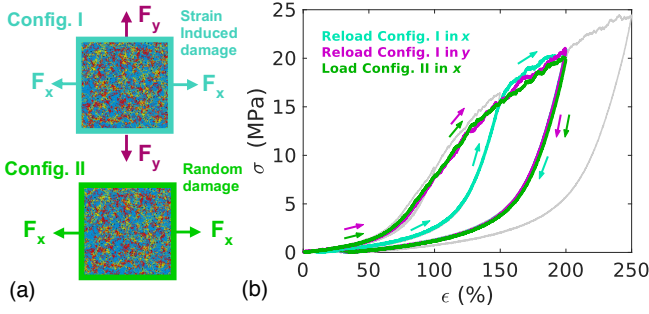 Config. I
F_y
Strain
Induced
damage
F_x
F_x
F_y
Config. II
Random
damage
F_x
F_x
(a)
25
20
15
10
5
0
σ (MPa)
Reload Config. I in x
Reload Config. I in y
Load Config. II in x
0
50
100
150
200
250
ϵ (%)
(b)